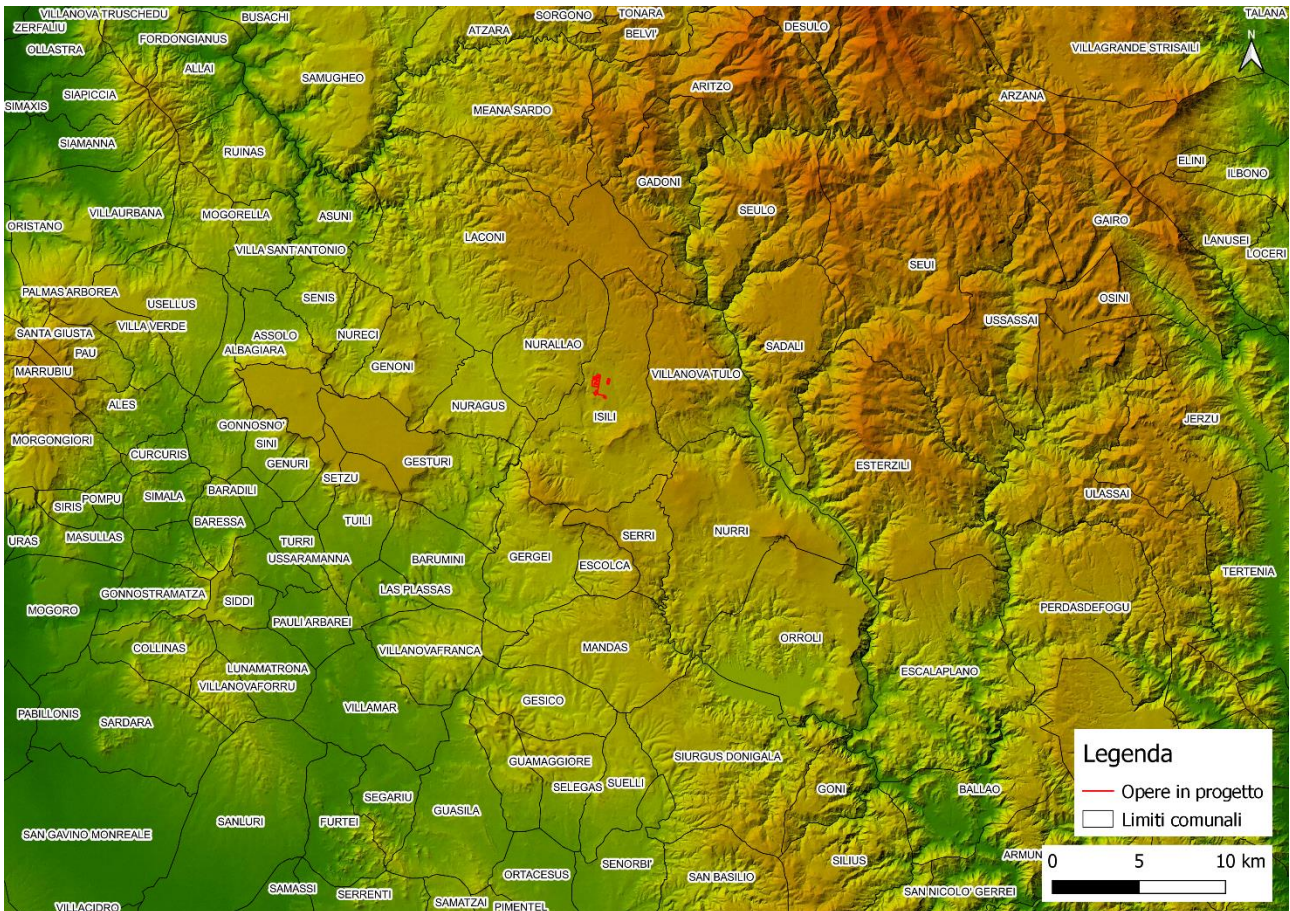 VILLANOVA TRUSCHEDU
BUSACHI
SORGONO
TONARA
TALANA
ZERFALIU
FORDONGIANUS
ATZARA
BELVI'
DESULO
OLLASTRA
VILLAGRANDE STRISAILI
ALLAI
SAMUGHEO
ARITZO
SIAPICCIA
ARZANA
SIMAXIS
MEANA SARDO
N
SIAMANNA
RUINAS
ELINI
ILBONO
GADONI
SEULO
VILLAURBANA
MOGORELLA
ASUNI
GAIRO
ORISTANO
LACONI
LANUSEI
LOCERI
VILLA SANT'ANTONIO
SEUI
PALMAS ARBOREA
USELLUS
SENIS
OSINI
SANTA GIUSTA
VILLA VERDE
ASSOLO
NURECI
USSASSAI
PAU
ALBAGIARA
NURALLAO
SADALI
MARRUBIU
GENONI
VILLANOVA TULO
ALES
NURAGUS
ISILI
JERZU
GONNOSNO'
MORGONGIORI
SINI
CURCURIS
GENURI
GESTURI
ESTERZILI
SETZU
POMPU
SIMALA
BARADILI
ULASSAI
SIRIS
BARESSA
TUILI
NURRI
URAS
MASULLAS
TURRI
SERRI
USSARAMANNA
BARUMINI
GERGEI
ESCOLCA
TERTENIA
GONNOSTRAMATZA
LAS PLASSAS
MOGORO
SIDDI
PERDASDEFOGU
PAULI ARBAREI
ORROLI
COLLINAS
VILLANOVAFRANCA
MANDAS
LUNAMATRONA
ESCALAPLANO
VILLANOVAFORRU
GESICO
PABILLONIS
VILLAMAR
SARDARA
SIURGUS DONIGALA
GUAMAGGIORE
SUELLI
SELEGAS
GONI
BALLAO
SEGARIU
GUASILA
SAN GAVINO MONREALE
SANLURI
FURTEI
SENORBI'
SILIUS
ARMUN
ORTACESUS
SAN BASILIO
SAMASSI
SERRENTI
SAN NICOLO' GERREI
SAMATZAI
PIMENTEL
VILLACIDRO
Legenda
Opere in progetto
Limiti comunali
0 5 10 km